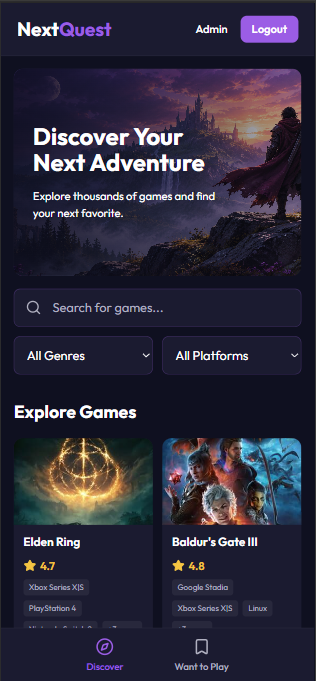 NextQuest
Admin
Logout
Discover Your
Next Adventure
Explore thousands of games and find
your next favorite.
Search for games...
All Genres
All Platforms
Explore Games
Elden Ring
4.7
Xbox Series X|S
PlayStation 4
Baldur's Gate III
4.8
Google Stadia
Xbox Series X|S
Linux
Discover
Want to Play